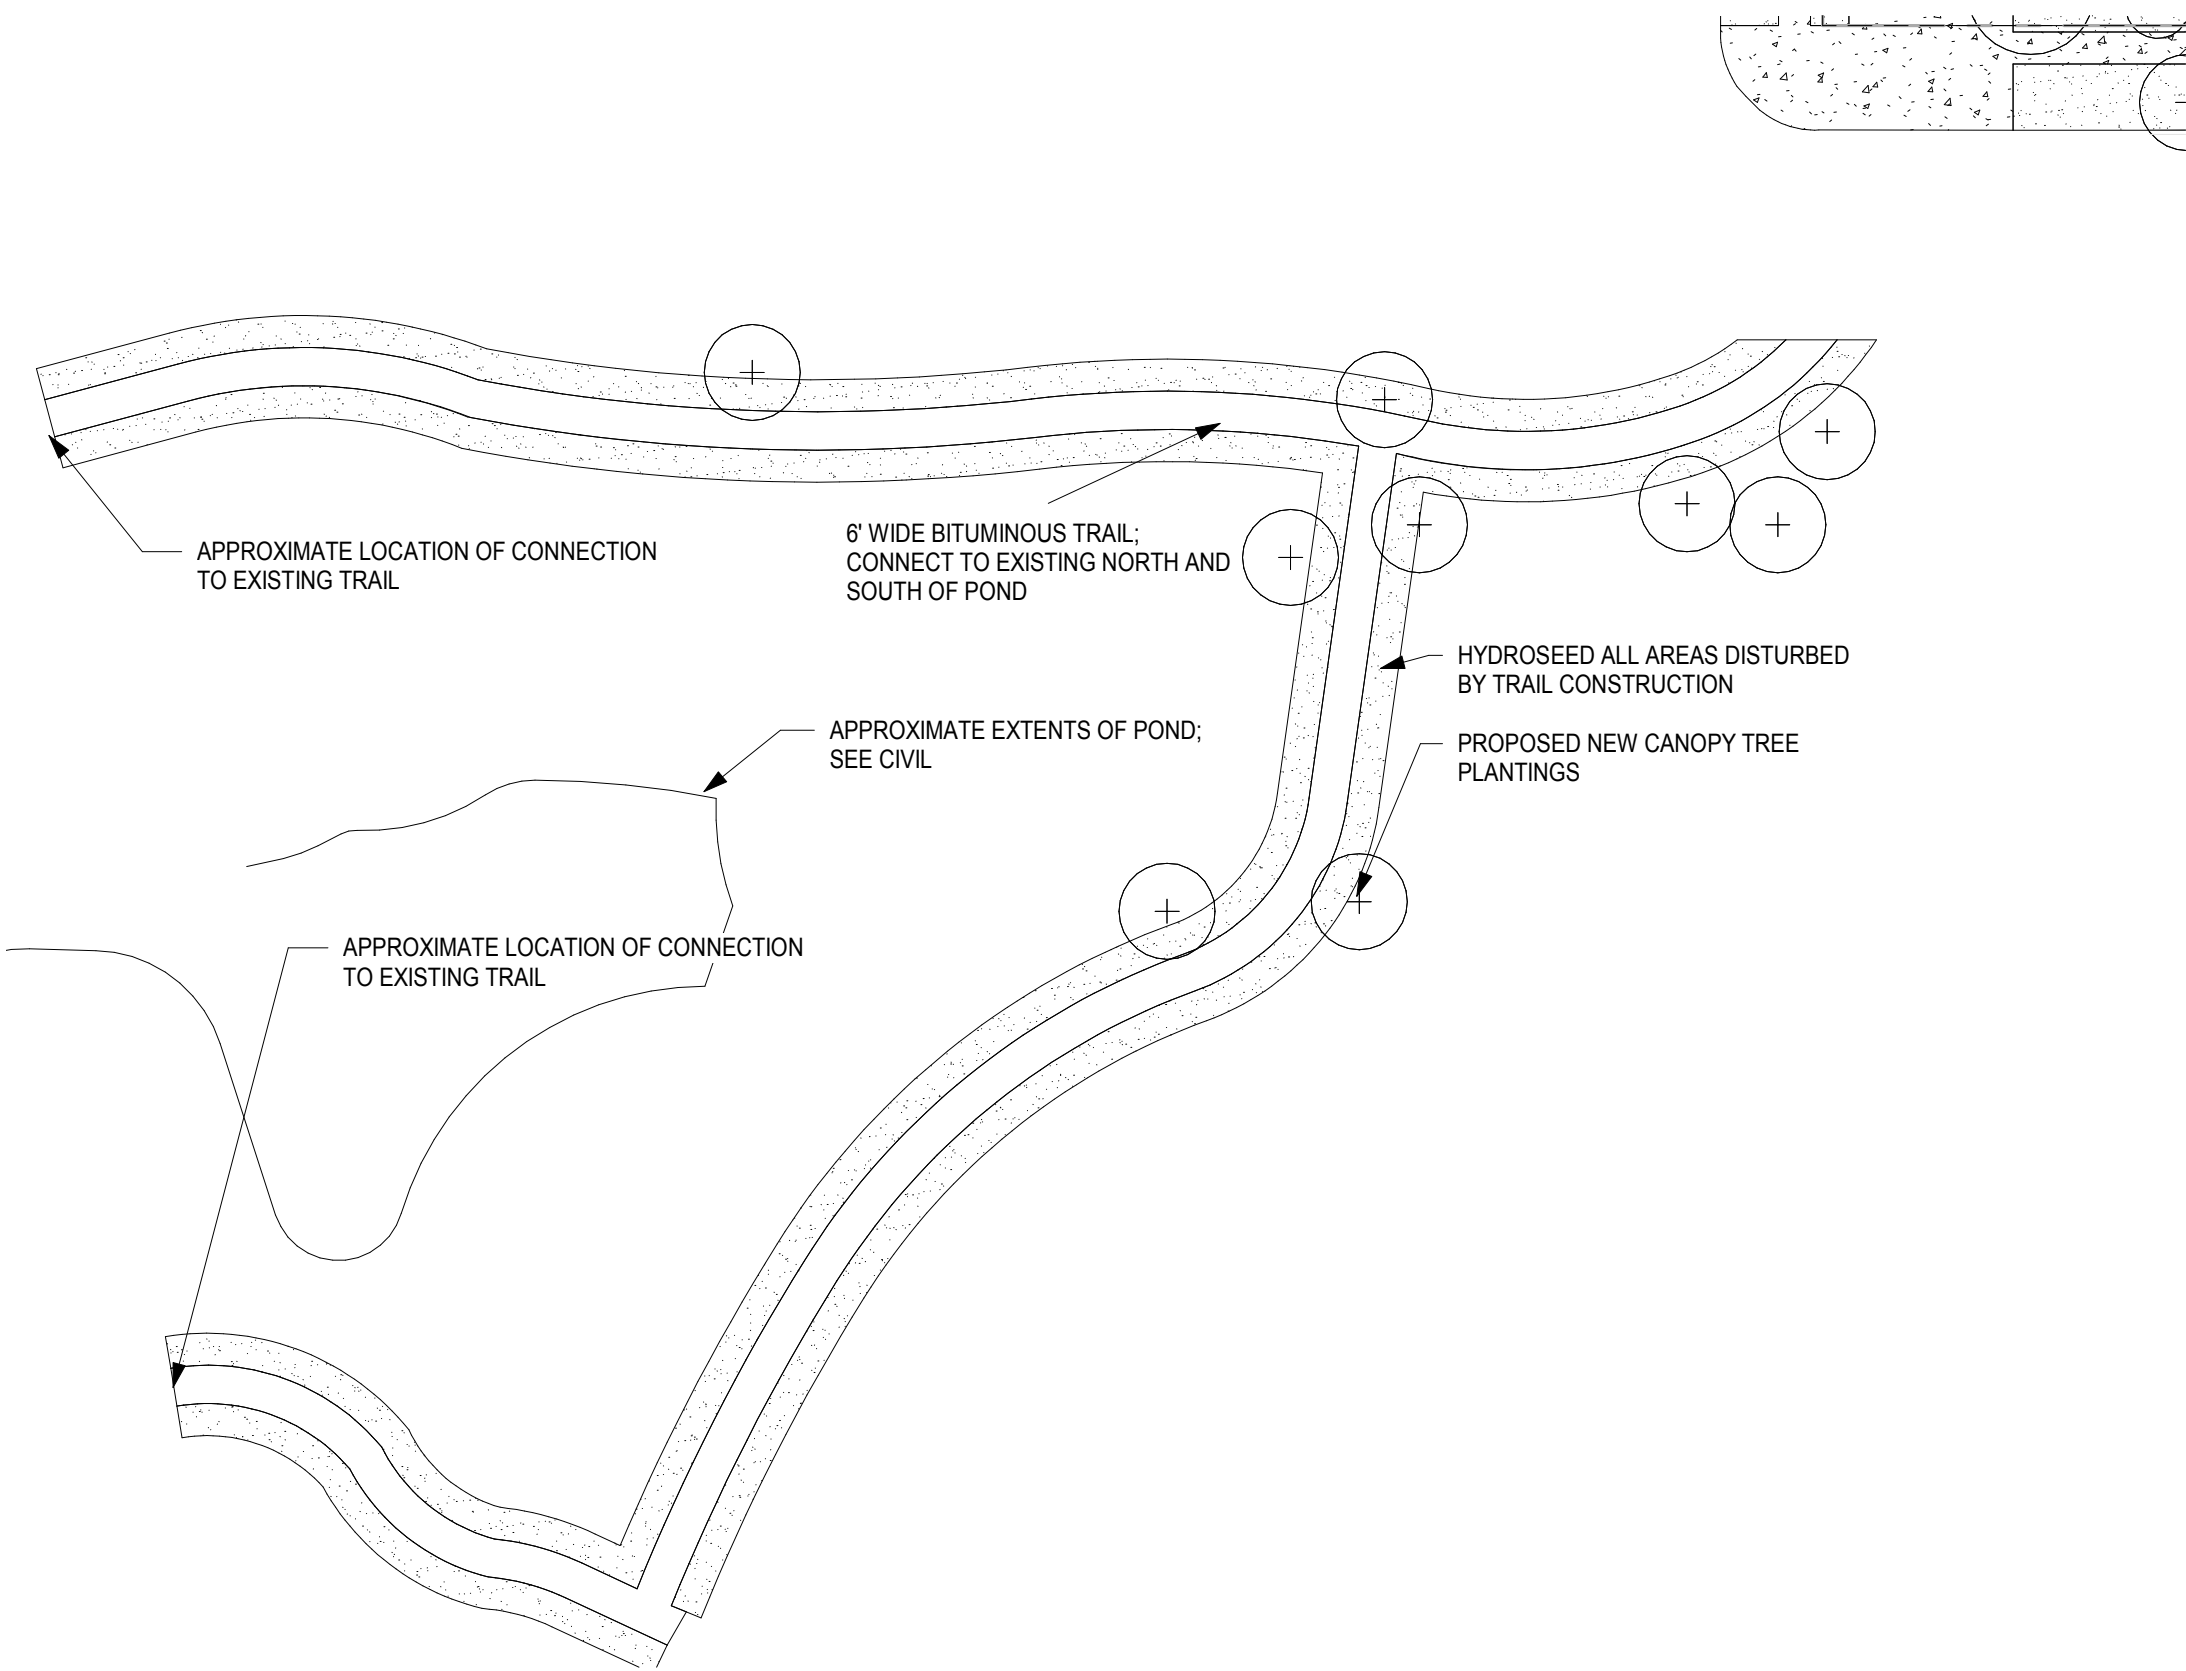 APPROXIMATE LOCATION OF CONNECTION
TO EXISTING TRAIL
6' WIDE BITUMINOUS TRAIL;
CONNECT TO EXISTING NORTH AND
SOUTH OF POND
HYDROSEED ALL AREAS DISTURBED
BY TRAIL CONSTRUCTION
APPROXIMATE EXTENTS OF POND;
SEE CIVIL
PROPOSED NEW CANOPY TREE
PLANTINGS
APPROXIMATE LOCATION OF CONNECTION
TO EXISTING TRAIL